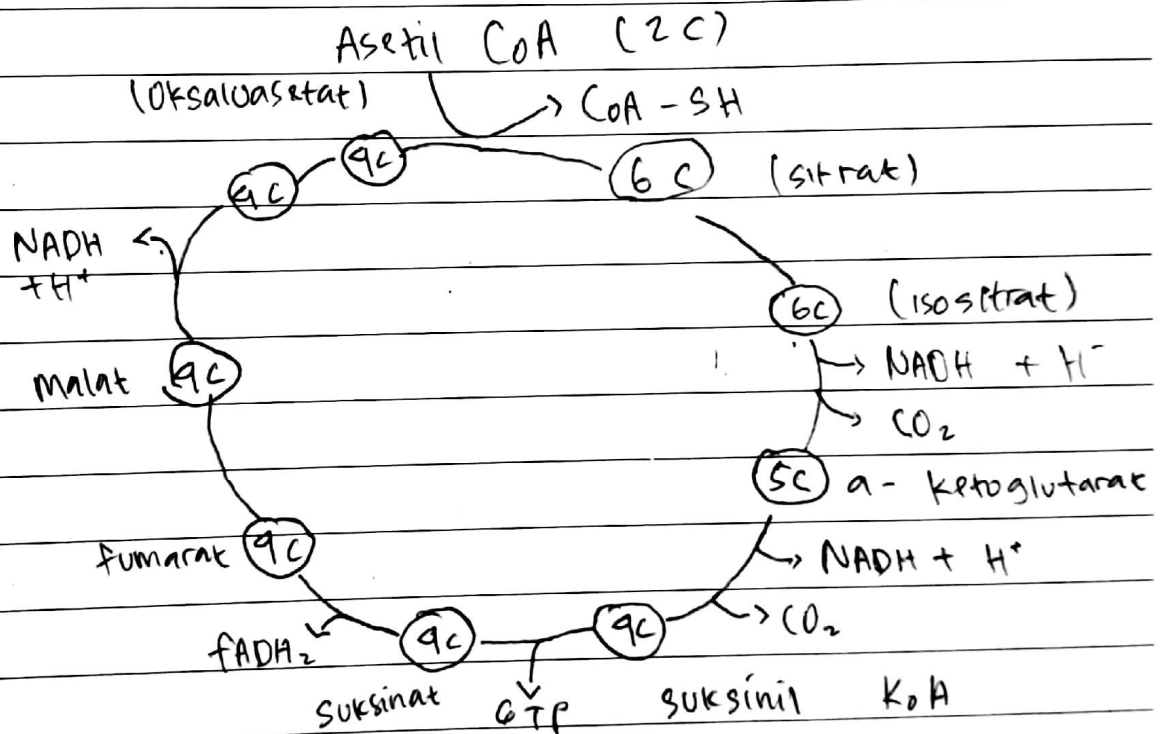 Asetil CoA (2C)
(Oksaloasetat)
CoA - SH
4C
4C
6C (sitrat)
NADH
+H⁺
6C (isositrat)
NADH + H⁻
malat 4C
CO₂
5C a- ketoglutarat
fumarat 4C
NADH + H⁺
CO₂
fADH₂
4C
4C
suksinat GTP suksinil KoA